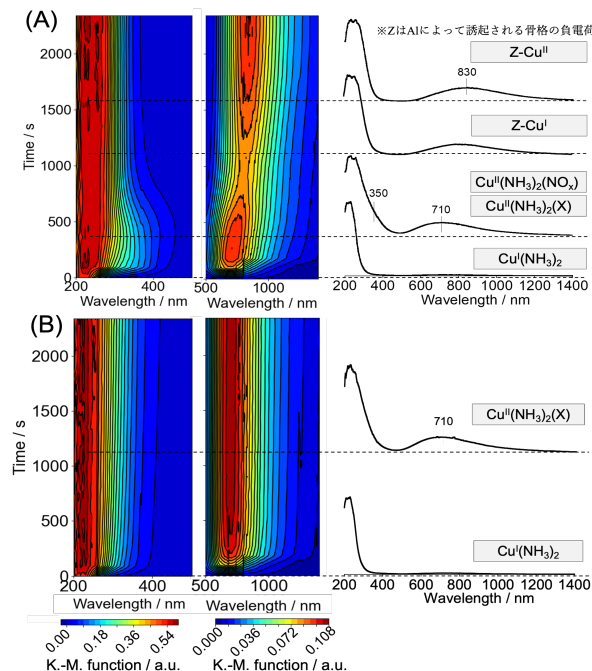 (A)
※ZはAlによって誘起される骨格の負電荷
Time / s
2000
1500
1000
500
0
200
400
500
1000
Wavelength / nm
Wavelength / nm
Z-Cuᴵᴵ
830
Z-Cuᴵ
Cuᴵᴵ(NH₃)₂(NOₓ)
Cuᴵᴵ(NH₃)₂(X)
350
710
Cuᴵ(NH₃)₂
200 400 600 800 1000 1200 1400
Wavelength / nm
(B)
Time / s
2000
1500
1000
500
0
200
400
500
1000
Wavelength / nm
Wavelength / nm
710
Cuᴵᴵ(NH₃)₂(X)
Cuᴵ(NH₃)₂
200 400 600 800 1000 1200 1400
Wavelength / nm
0.00
0.18
0.36
0.54
K.-M. function / a.u.
0.000
0.036
0.072
0.108
K.-M. function / a.u.